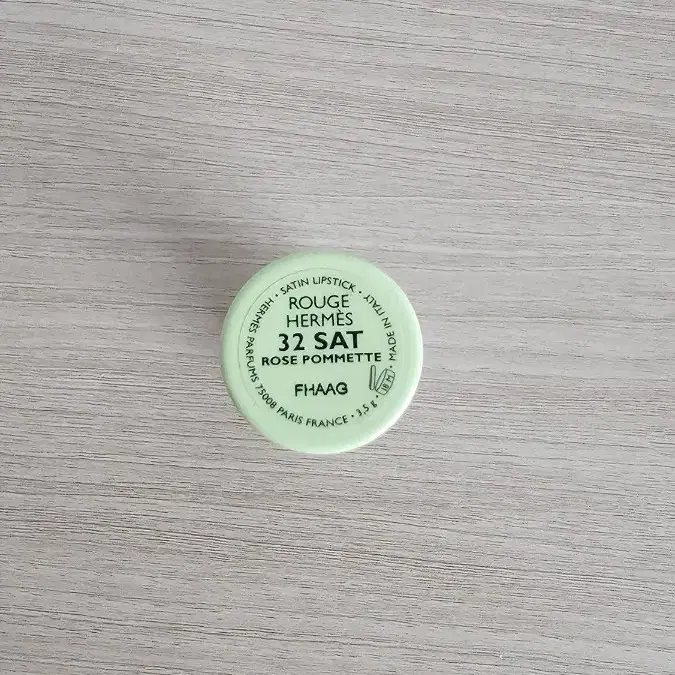 HERMÈS PARFUMS 75008 PARIS FRANCE • 3,5 g •
• SATIN LIPSTICK •
MADE IN ITALY
ROUGE
HERMÈS
32 SAT
ROSE POMMETTE
FHAAG
18 M